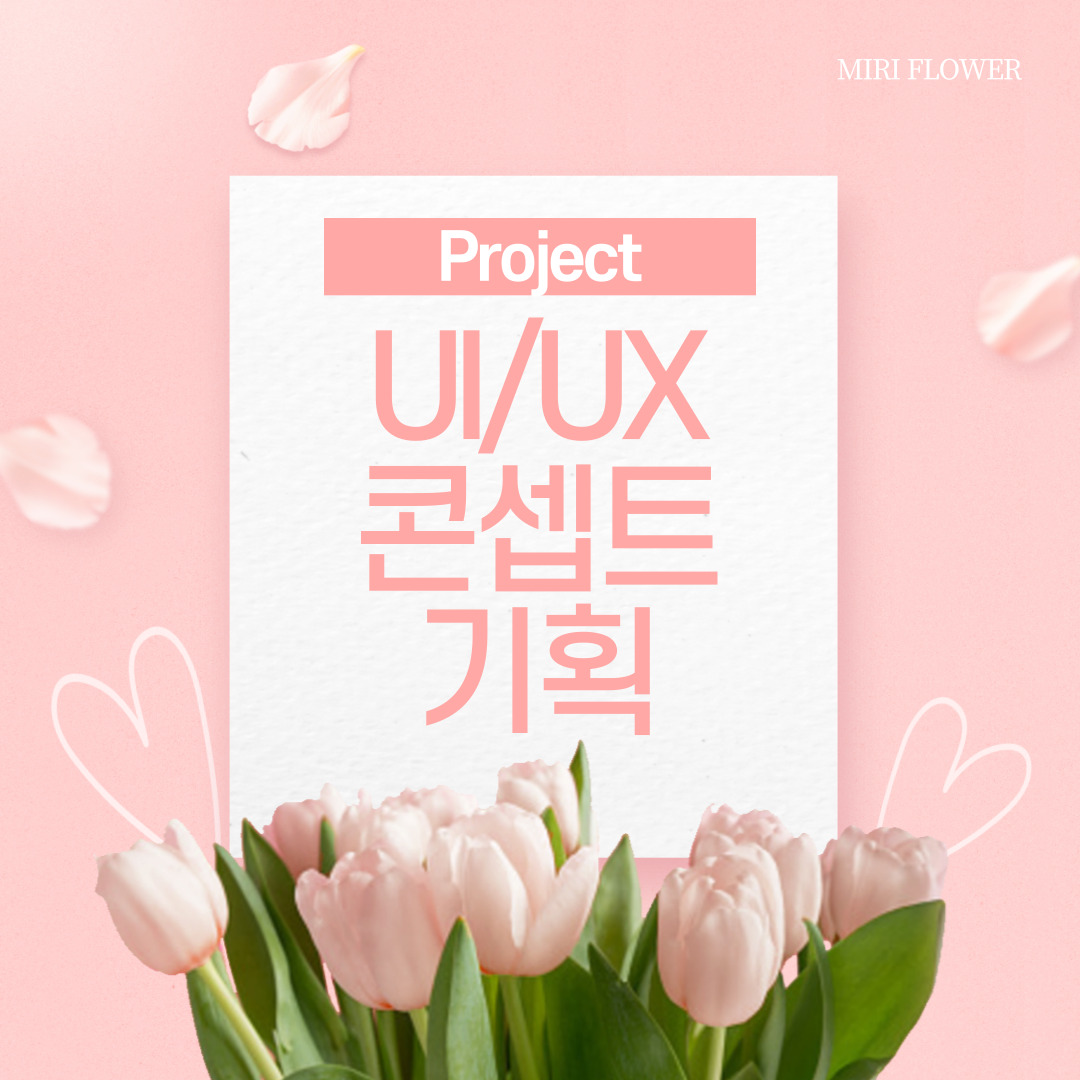 MIRI FLOWER
Project
UI/UX
콘셉트
기획